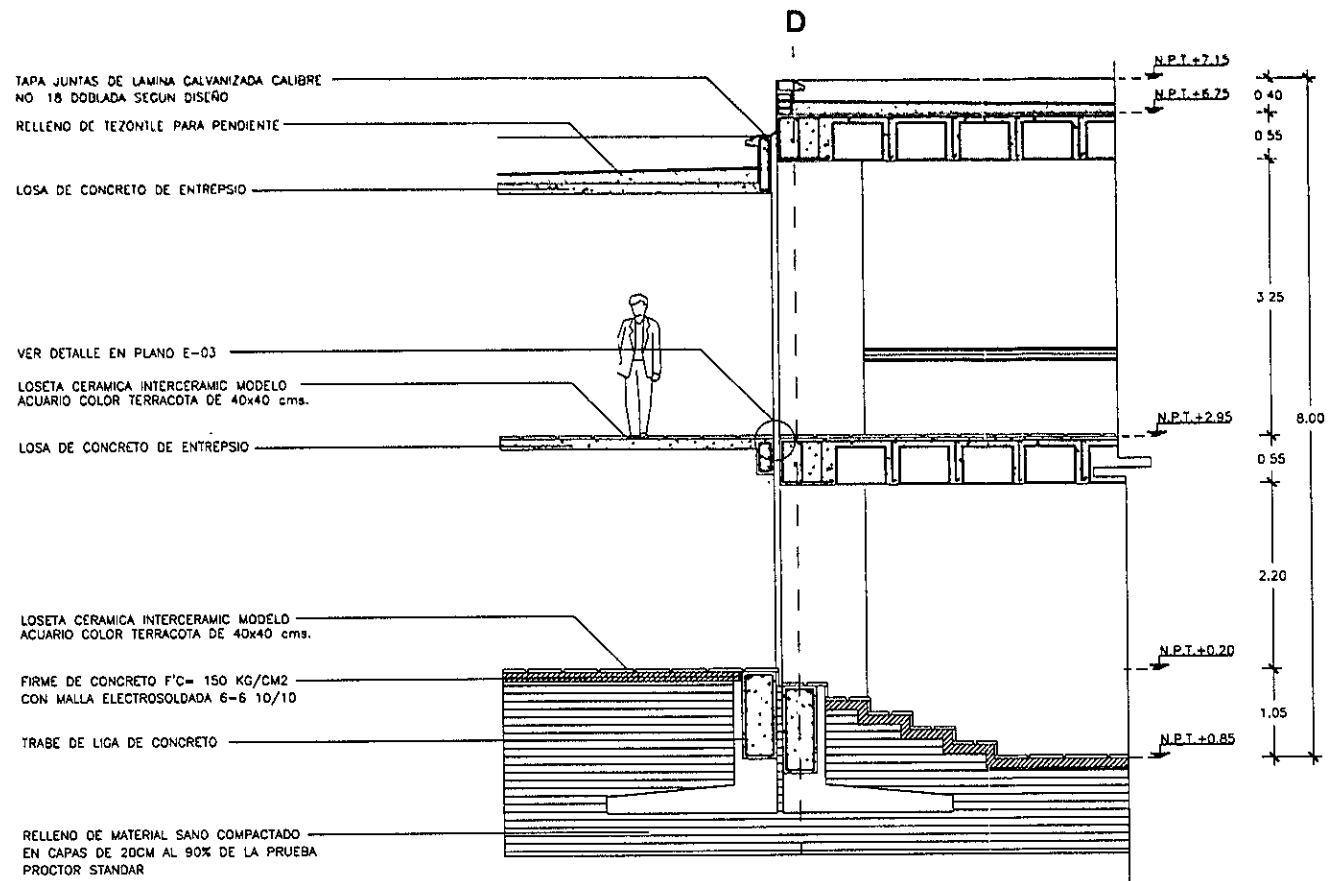 D
TAPA JUNTAS DE LAMINA GALVANIZADA CALIBRE
NO 18 DOBLADA SEGUN DISEÑO
RELLENO DE TEZONTLE PARA PENDIENTE
LOSA DE CONCRETO DE ENTREPSIO
VER DETALLE EN PLANO E-03
LOSETA CERAMICA INTERCERAMIC MODELO
ACUARIO COLOR TERRACOTA DE 40x40 cms.
LOSA DE CONCRETO DE ENTREPSIO
LOSETA CERAMICA INTERCERAMIC MODELO
ACUARIO COLOR TERRACOTA DE 40x40 cms.
FIRME DE CONCRETO F'C= 150 KG/CM2
CON MALLA ELECTROSOLDADA 6-6 10/10
TRABE DE LIGA DE CONCRETO
RELLENO DE MATERIAL SANO COMPACTADO
EN CAPAS DE 20CM AL 90% DE LA PRUEBA
PROCTOR STANDAR
N.P.T.+7.15
0 40
N.P.T.+6.75
0 55
3 25
8.00
N.P.T.+2.95
0 55
2.20
N.P.T.+0.20
1.05
N.P.T.+0.85